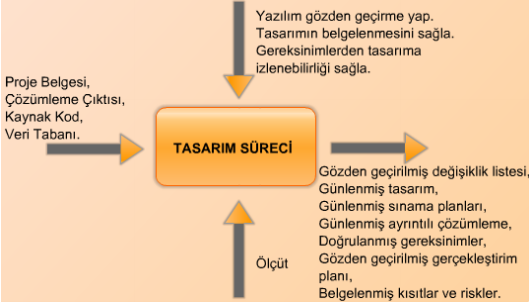 Yazılım gözden geçirme yap.
Tasarımın belgelenmesini sağla.
Gereksinimlerden tasarıma
izlenebilirliği sağla.
Proje Belgesi,
Çözümleme Çıktısı,
Kaynak Kod,
Veri Tabanı.
TASARIM SÜRECİ
Gözden geçirilmiş değişiklik listesi,
Günlenmiş tasarım,
Günlenmiş sınama planları,
Günlenmiş ayrıntılı çözümleme,
Doğrulanmış gereksinimler,
Gözden geçirilmiş gerçekleştirim
planı,
Belgelenmiş kısıtlar ve riskler.
Ölçüt